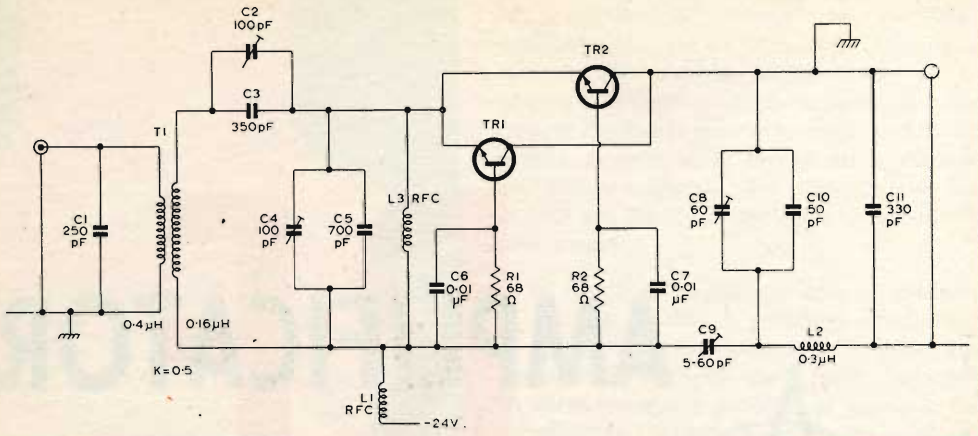 C2
100pF
C3
350pF
T1
C1
250
pF
0.4µH
0.16µH
K=0.5
C4
100
pF
C5
700
pF
L3 RFC
TR1
TR2
C6
0.01
µF
R1
68
Ω
R2
68
Ω
C7
0.01
µF
C8
60
pF
C10
50
pF
C11
330
pF
C9
5-60pF
L2
0.3µH
L1
RFC
-24V